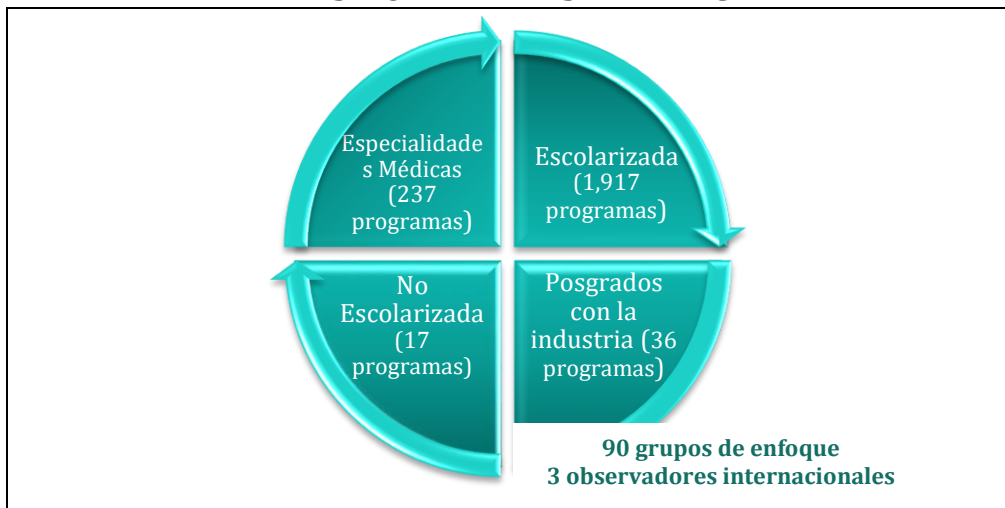 Especialidade
s Médicas
(237
programas)
Escolarizada
(1,917
programas)
No
Escolarizada
(17
programas)
Posgrados
con la
industria (36
programas)
90 grupos de enfoque
3 observadores internacionales